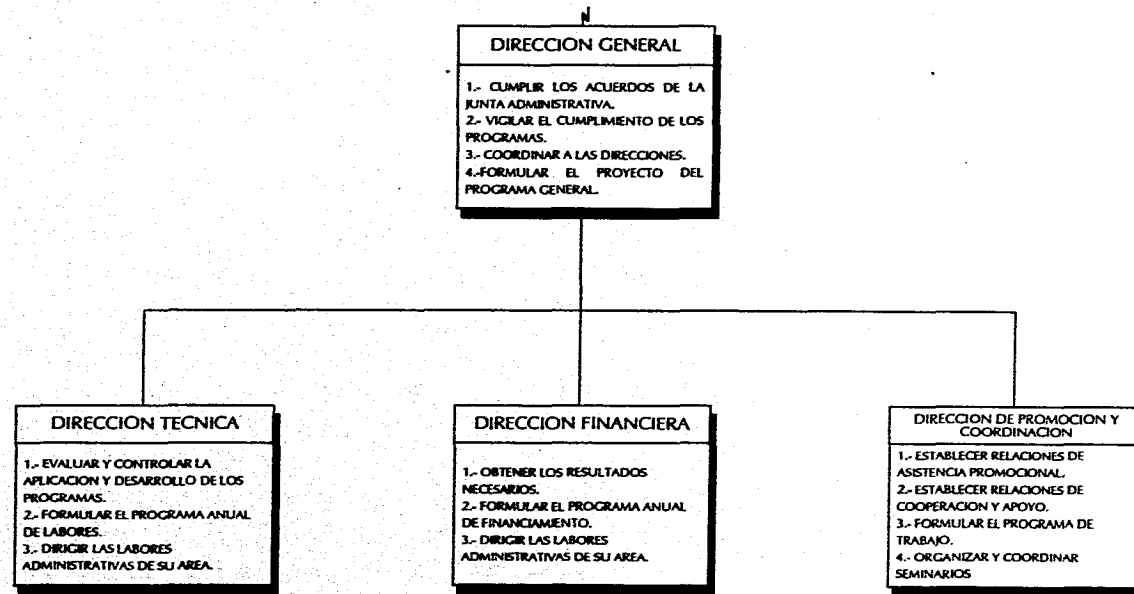 DIRECCION GENERAL
1.- CUMPLIR LOS ACUERDOS DE LA
JUNTA ADMINISTRATIVA.
2.- VIGILAR EL CUMPLIMIENTO DE LOS
PROGRAMAS.
3.- COORDINAR A LAS DIRECCIONES.
4.-FORMULAR EL PROYECTO DEL
PROGRAMA GENERAL.
DIRECCION TECNICA
1.- EVALUAR Y CONTROLAR LA
APLICACION Y DESARROLLO DE LOS
PROGRAMAS.
2.- FORMULAR EL PROGRAMA ANUAL
DE LABORES.
3.- DIRIGIR LAS LABORES
ADMINISTRATIVAS DE SU AREA.
DIRECCION FINANCIERA
1.- OBTENER LOS RESULTADOS
NECESARIOS.
2.- FORMULAR EL PROGRAMA ANUAL
DE FINANCIAMIENTO.
3.- DIRIGIR LAS LABORES
ADMINISTRATIVAS DE SU AREA.
DIRECCION DE PROMOCION Y
COORDINACION
1.- ESTABLECER RELACIONES DE
ASISTENCIA PROMOCIONAL.
2.- ESTABLECER RELACIONES DE
COOPERACION Y APOYO.
3.- FORMULAR EL PROGRAMA DE
TRABAJO.
4.- ORGANIZAR Y COORDINAR
SEMINARIOS